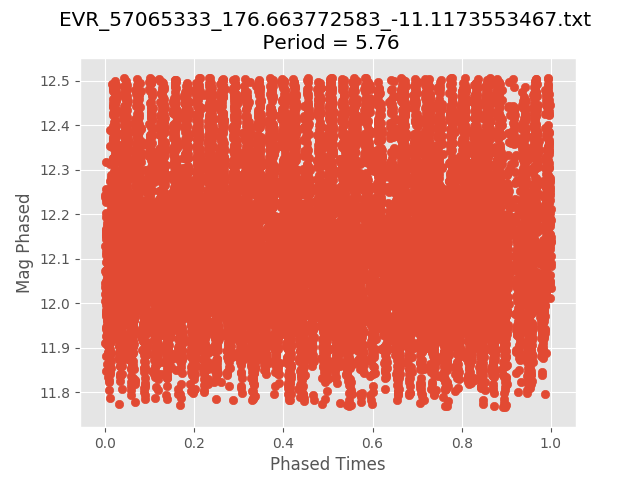 EVR_57065333_176.663772583_-11.1173553467.txt
Period = 5.76
12.5
12.4
12.3
12.2
12.1
12.0
11.9
11.8
Mag Phased
0.0 0.2 0.4 0.6 0.8 1.0
Phased Times